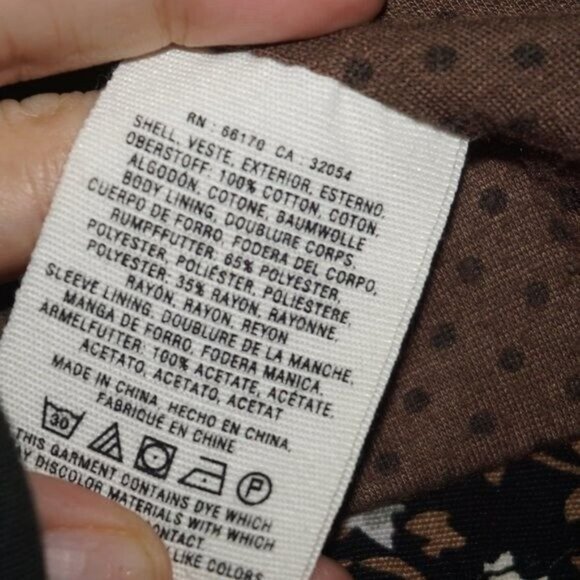 RN : 66170 CA : 32054
SHELL, VESTE, EXTERIOR, ESTERNO,
OBERSTOFF: 100% COTTON, COTON,
ALGODÓN, COTONE, BAUMWOLLE
BODY LINING, DOUBLURE CORPS,
CUERPO DE FORRO, FODERA DEL CORPO,
RUMPFFUTTER: 65% POLYESTER,
POLYESTER, POLIÉSTER, POLIESTERE,
POLYESTER, 35% RAYON, RAYONNE,
RAYÓN, RAYON, REYON
SLEEVE LINING, DOUBLURE DE LA MANCHE,
MANGA DE FORRO, FODERA MANICA,
ARMELFUTTER: 100% ACETATE, ACÉTATE,
ACETATO, ACETATO, ACETAT
MADE IN CHINA, HECHO EN CHINA,
FABRIQUÉ EN CHINE
30 P
THIS GARMENT CONTAINS DYE WHICH
AY DISCOLOR MATERIALS WITH WHICH
CONTACT
LIKE COLORS